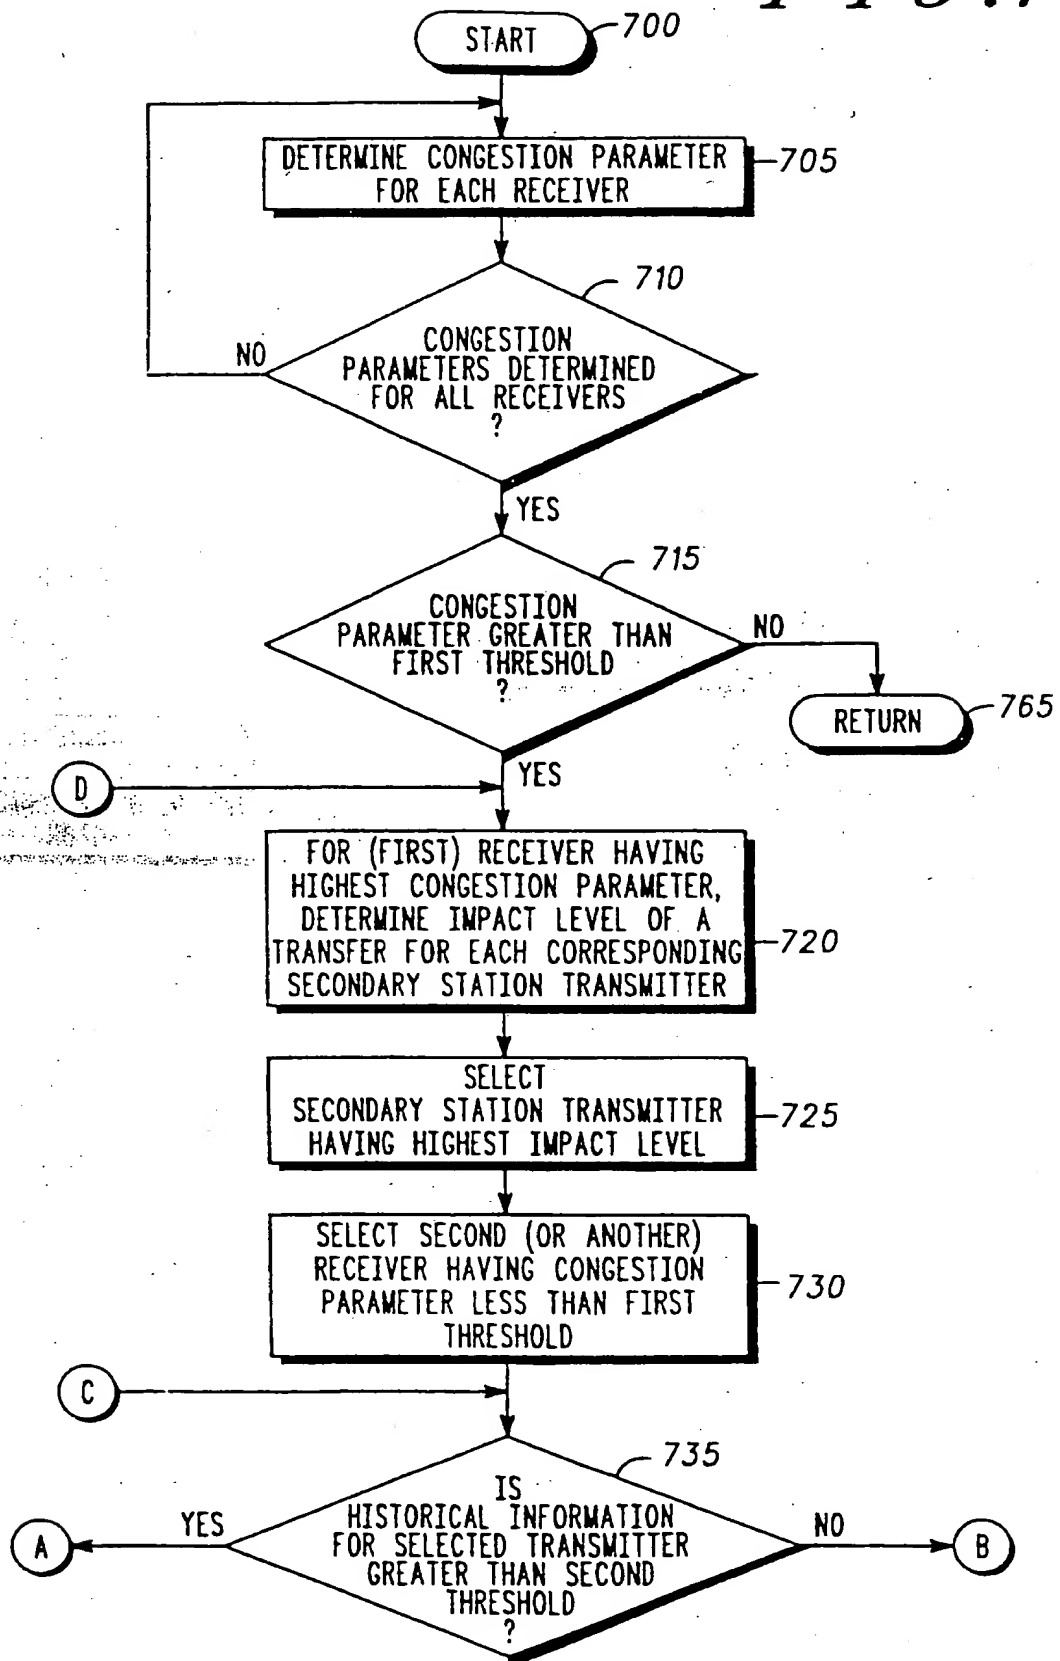 START
700
DETERMINE CONGESTION PARAMETER
FOR EACH RECEIVER
705
710
CONGESTION
PARAMETERS DETERMINED
FOR ALL RECEIVERS
?
NO
YES
715
CONGESTION
PARAMETER GREATER THAN
FIRST THRESHOLD
?
NO
RETURN
765
YES
D
FOR (FIRST) RECEIVER HAVING
HIGHEST CONGESTION PARAMETER,
DETERMINE IMPACT LEVEL OF A
TRANSFER FOR EACH CORRESPONDING
SECONDARY STATION TRANSMITTER
720
SELECT
SECONDARY STATION TRANSMITTER
HAVING HIGHEST IMPACT LEVEL
725
SELECT SECOND (OR ANOTHER)
RECEIVER HAVING CONGESTION
PARAMETER LESS THAN FIRST
THRESHOLD
730
C
735
IS
HISTORICAL INFORMATION
FOR SELECTED TRANSMITTER
GREATER THAN SECOND
THRESHOLD
?
YES
A
NO
B